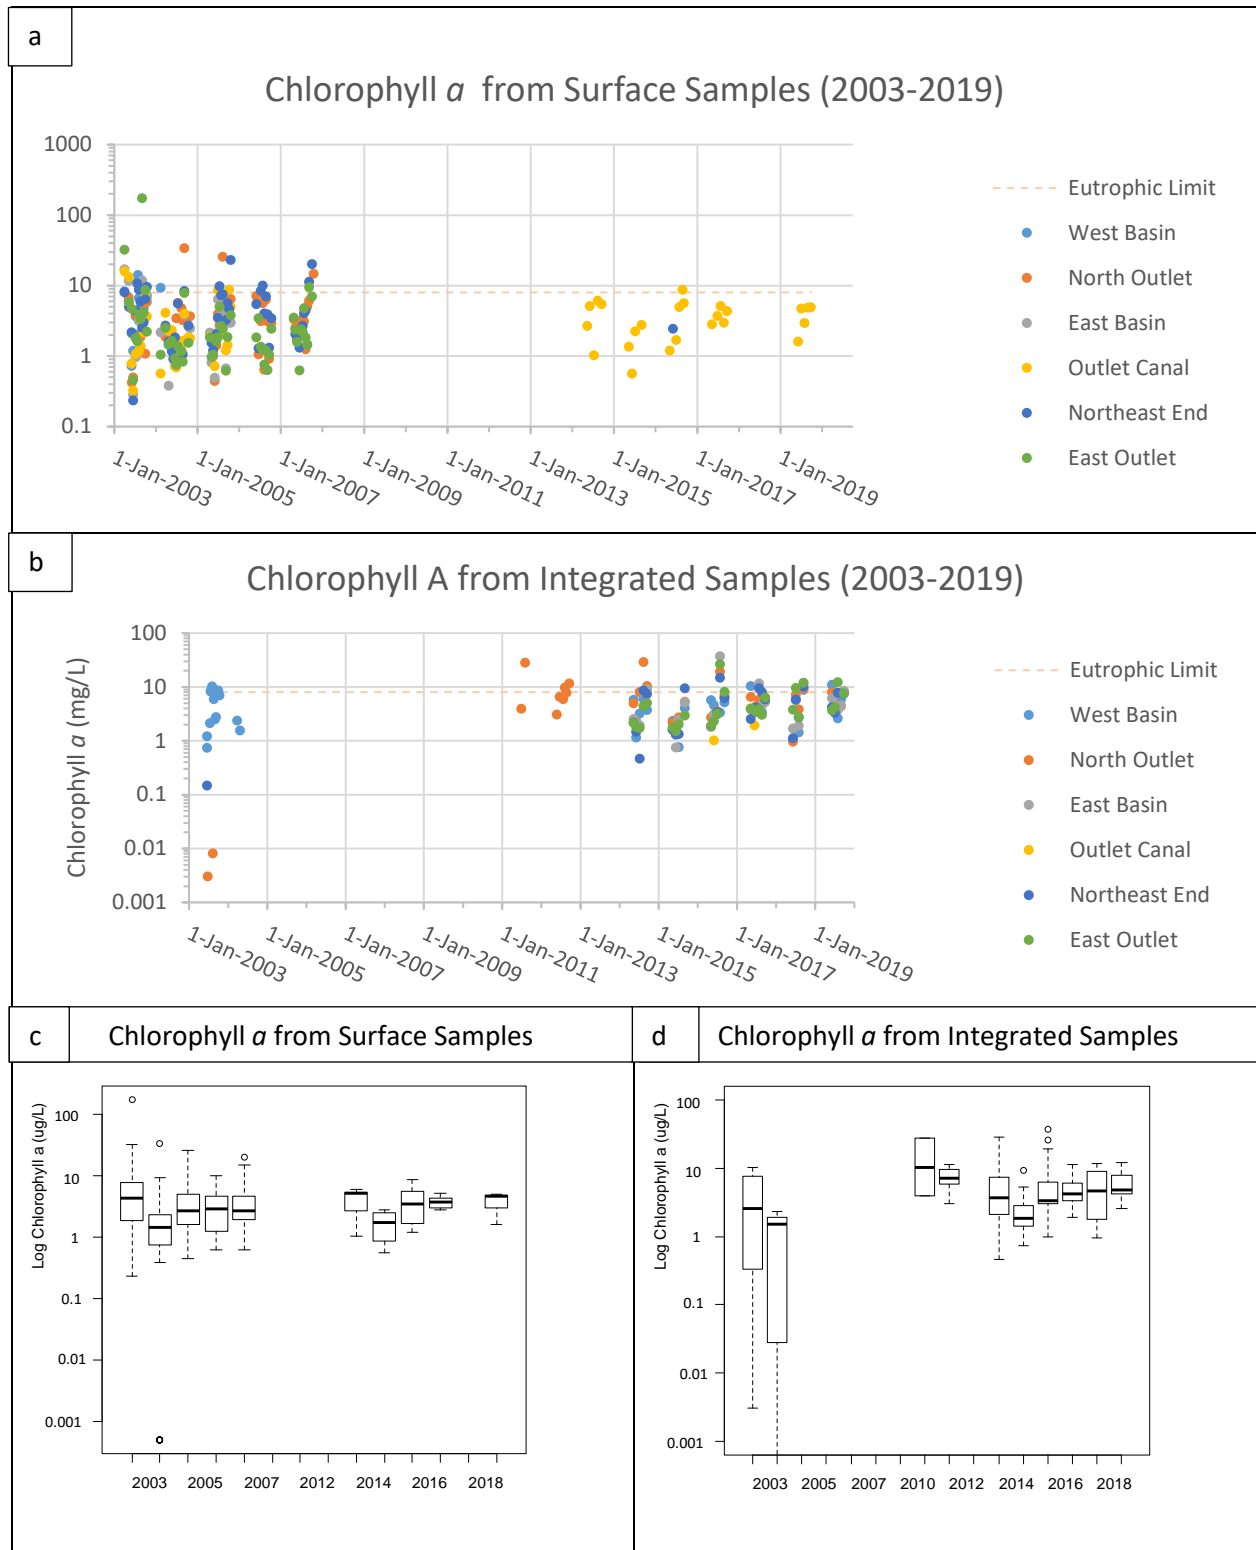 a
Chlorophyll a from Surface Samples (2003-2019)
1000
100
10
1
0.1
1-Jan-2003
1-Jan-2005
1-Jan-2007
1-Jan-2009
1-Jan-2011
1-Jan-2013
1-Jan-2015
1-Jan-2017
1-Jan-2019
Eutrophic Limit
West Basin
North Outlet
East Basin
Outlet Canal
Northeast End
East Outlet
b
Chlorophyll A from Integrated Samples (2003-2019)
Chlorophyll a (mg/L)
100
10
1
0.1
0.01
0.001
1-Jan-2003
1-Jan-2005
1-Jan-2007
1-Jan-2009
1-Jan-2011
1-Jan-2013
1-Jan-2015
1-Jan-2017
1-Jan-2019
Eutrophic Limit
West Basin
North Outlet
East Basin
Outlet Canal
Northeast End
East Outlet
c
Chlorophyll a from Surface Samples
Log Chlorophyll a (ug/L)
100
10
1
0.1
0.01
0.001
2003
2005
2007
2012
2014
2016
2018
d
Chlorophyll a from Integrated Samples
Log Chlorophyll a (ug/L)
100
10
1
0.1
0.01
0.001
2003
2005
2007
2010
2012
2014
2016
2018